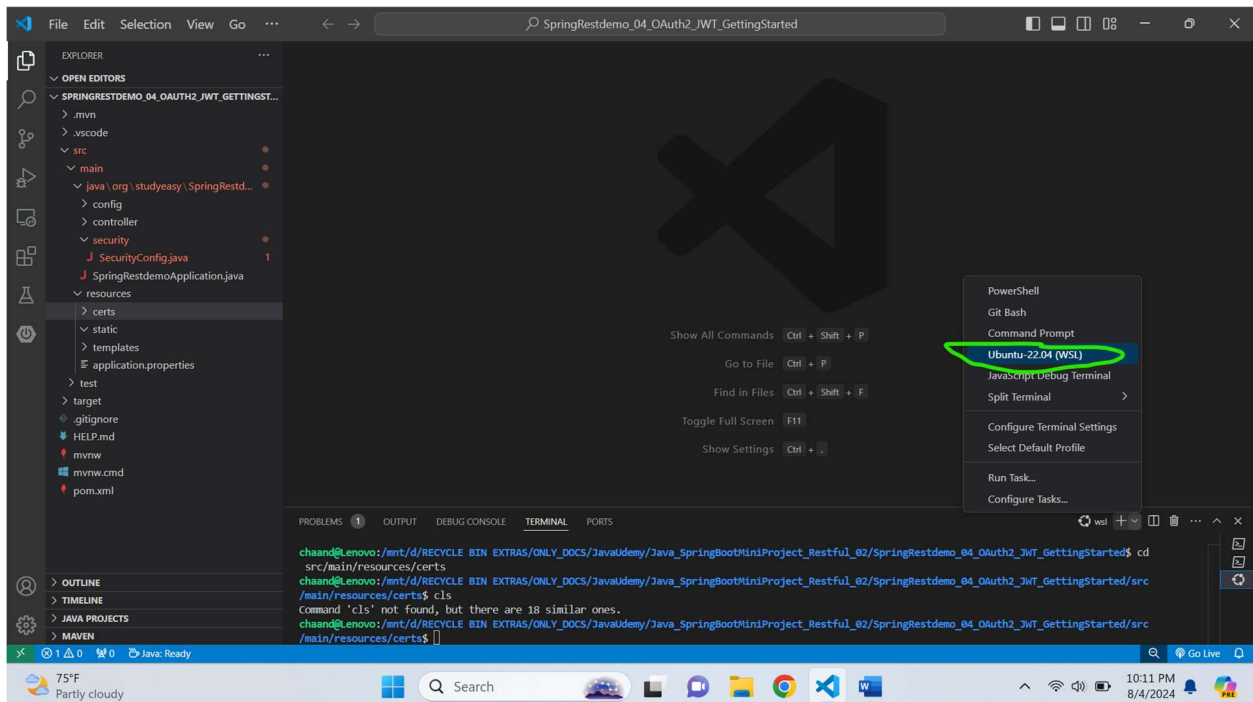 File Edit Selection View Go ···
SpringRestdemo_04_OAuth2_JWT_GettingStarted
EXPLORER
OPEN EDITORS
SPRINGRESTDEMO_04_OAUTH2_JWT_GETTINGST...
.mvn
.vscode
src
main
java\org\studyeasy\SpringRestd...
config
controller
security
SecurityConfig.java 1
SpringRestdemoApplication.java
resources
certs
static
templates
application.properties
test
target
.gitignore
HELP.md
mvnw
mvnw.cmd
pom.xml
OUTLINE
TIMELINE
JAVA PROJECTS
MAVEN
Show All Commands Ctrl + Shift + P
Go to File Ctrl + P
Find in Files Ctrl + Shift + F
Toggle Full Screen F11
Show Settings Ctrl + ,
PowerShell
Git Bash
Command Prompt
Ubuntu-22.04 (WSL)
JavaScript Debug Terminal
Split Terminal
Configure Terminal Settings
Select Default Profile
Run Task...
Configure Tasks...
PROBLEMS 1 OUTPUT DEBUG CONSOLE TERMINAL PORTS
wsl
chaand@Lenovo:/mnt/d/RECYCLE BIN EXTRAS/ONLY_DOCS/JavaUdemy/Java_SpringBootMiniProject_Restful_02/SpringRestdemo_04_OAuth2_JWT_GettingStarted$ cd
src/main/resources/certs
chaand@Lenovo:/mnt/d/RECYCLE BIN EXTRAS/ONLY_DOCS/JavaUdemy/Java_SpringBootMiniProject_Restful_02/SpringRestdemo_04_OAuth2_JWT_GettingStarted/src
/main/resources/certs$ cls
Command 'cls' not found, but there are 18 similar ones.
chaand@Lenovo:/mnt/d/RECYCLE BIN EXTRAS/ONLY_DOCS/JavaUdemy/Java_SpringBootMiniProject_Restful_02/SpringRestdemo_04_OAuth2_JWT_GettingStarted/src
/main/resources/certs$
1 0 0 Java: Ready
Go Live
75°F
Partly cloudy
Search
W
10:11 PM
8/4/2024
PRE